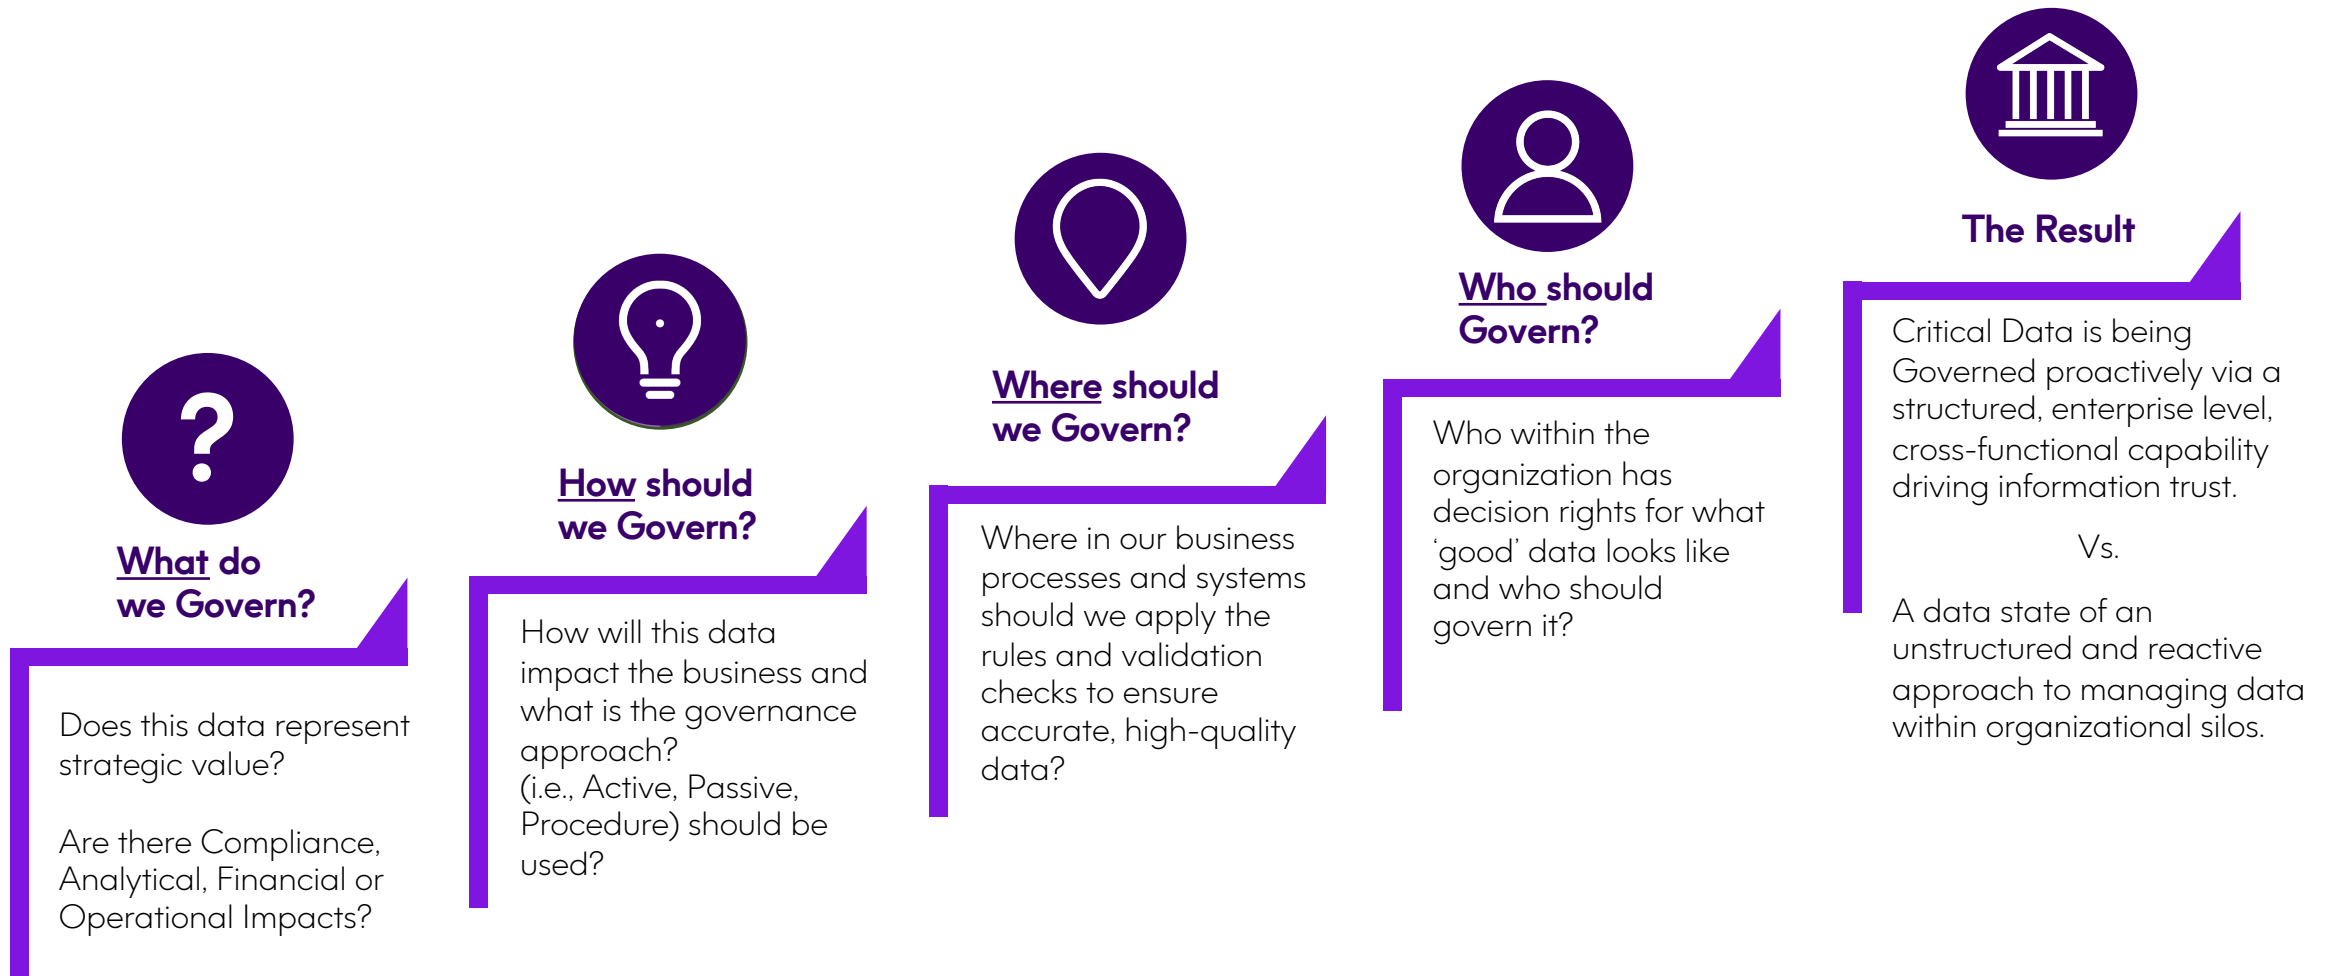 What do
we Govern?
Does this data represent
strategic value?
Are there Compliance,
Analytical, Financial or
Operational Impacts?
How should
we Govern?
How will this data
impact the business and
what is the governance
approach?
(i.e., Active, Passive,
Procedure) should be
used?
Where should
we Govern?
Where in our business
processes and systems
should we apply the
rules and validation
checks to ensure
accurate, high-quality
data?
Who should
Govern?
Who within the
organization has
decision rights for what
‘good’ data looks like
and who should
govern it?
The Result
Critical Data is being
Governed proactively via a
structured, enterprise level,
cross-functional capability
driving information trust.
Vs.
A data state of an
unstructured and reactive
approach to managing data
within organizational silos.